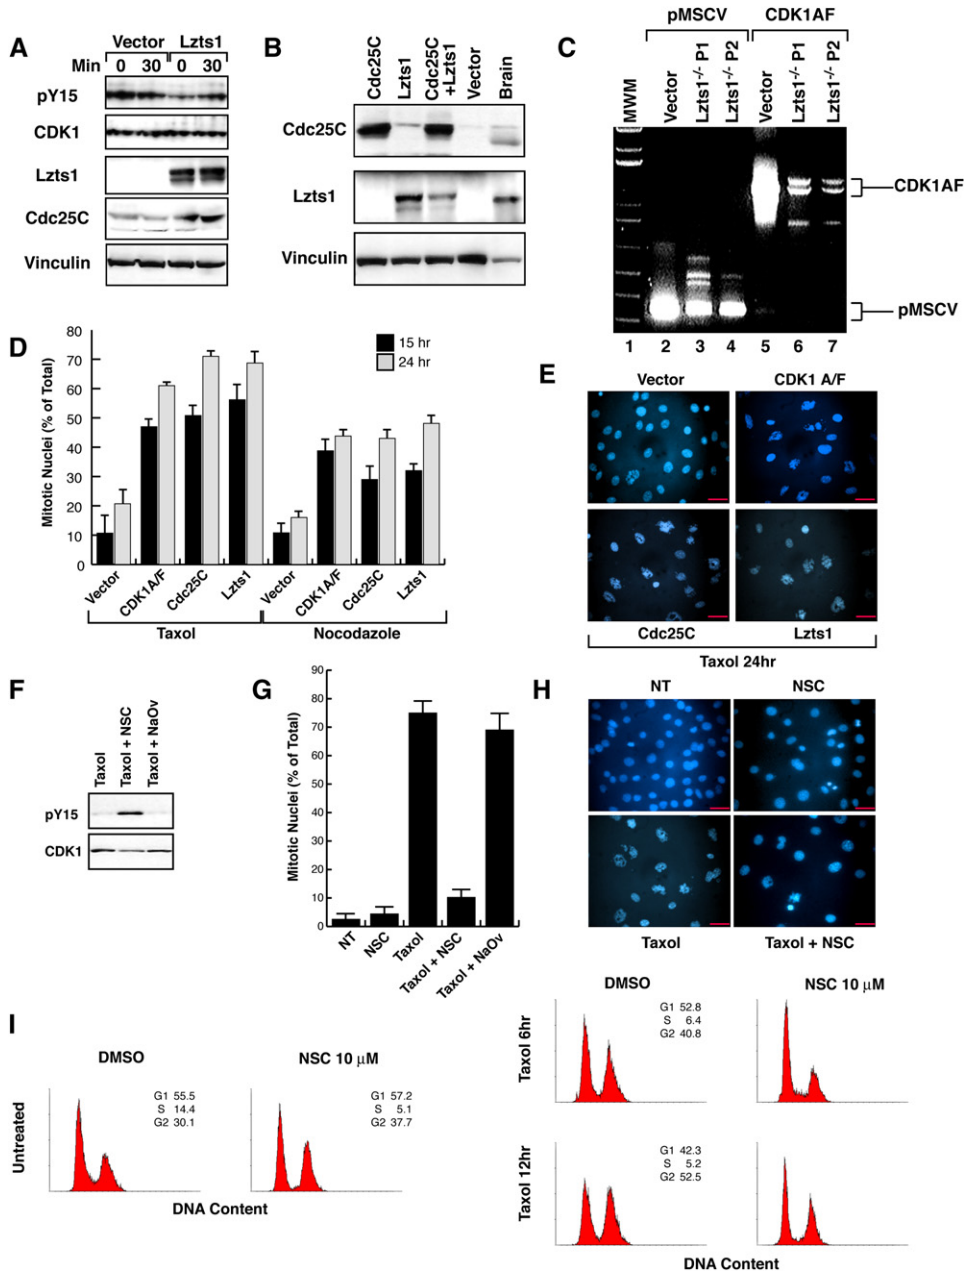 A
Vector Lzts1
Min 0 30 0 30
pY15
CDK1
Lzts1
Cdc25C
Vinculin
B
Cdc25C
Lzts1
Cdc25C
+Lzts1
Vector
Brain
Cdc25C
Lzts1
Vinculin
C
pMSCV CDK1AF
MWM
Vector
Lzts1-/- P1
Lzts1-/- P2
Vector
Lzts1-/- P1
Lzts1-/- P2
CDK1AF
pMSCV
1 2 3 4 5 6 7
D
Mitotic Nuclei (% of Total)
80
70
60
50
40
30
20
10
0
15 hr
24 hr
Vector
CDK1A/F
Cdc25C
Lzts1
Vector
CDK1A/F
Cdc25C
Lzts1
Taxol Nocodazole
E
Vector CDK1 A/F
Cdc25C Lzts1
Taxol 24hr
F
Taxol
Taxol + NSC
Taxol + NaOv
pY15
CDK1
G
Mitotic Nuclei (% of Total)
90
80
70
60
50
40
30
20
10
0
NT
NSC
Taxol
Taxol + NSC
Taxol + NaOv
H
NT NSC
Taxol Taxol + NSC
I
DMSO NSC 10 μM
Untreated
G1 55.5
S 14.4
G2 30.1
G1 57.2
S 5.1
G2 37.7
DNA Content
DMSO NSC 10 μM
Taxol 6hr
G1 52.8
S 6.4
G2 40.8
Taxol 12hr
G1 42.3
S 5.2
G2 52.5
DNA Content